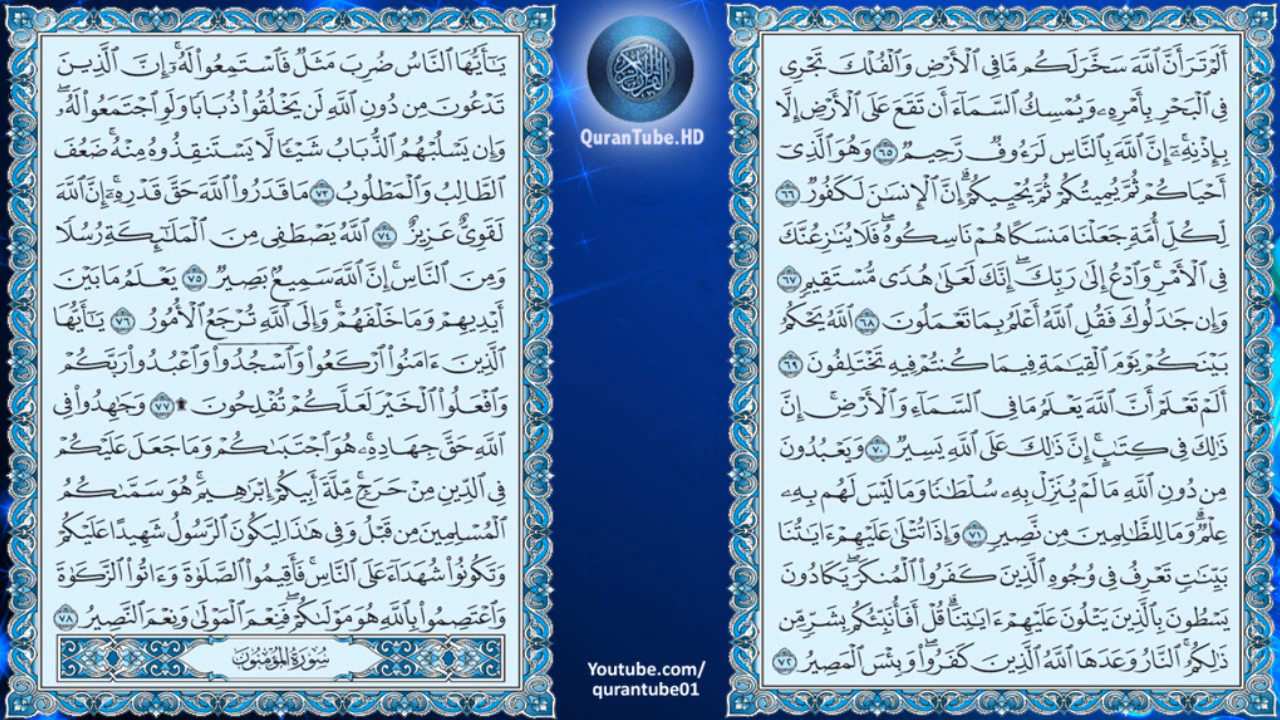 أَلَمْ تَرَ أَنَّ ٱللَّهَ سَخَّرَ لَكُم مَّا فِى ٱلْأَرْضِ وَٱلْفُلْكَ تَجْرِى
فِى ٱلْبَحْرِ بِأَمْرِهِۦ وَيُمْسِكُ ٱلسَّمَآءَ أَن تَقَعَ عَلَى ٱلْأَرْضِ إِلَّا
بِإِذْنِهِۦٓ ۗ إِنَّ ٱللَّهَ بِٱلنَّاسِ لَرَءُوفٌ رَّحِيمٌ ٦٥ وَهُوَ ٱلَّذِىٓ
أَحْيَاكُمْ ثُمَّ يُمِيتُكُمْ ثُمَّ يُحْيِيكُمْ ۗ إِنَّ ٱلْإِنسَٰنَ لَكَفُورٌ ٦٦
لِّكُلِّ أُمَّةٍ جَعَلْنَا مَنسَكًا هُمْ نَاسِكُوهُ ۖ فَلَا يُنَٰزِعُنَّكَ
فِى ٱلْأَمْرِ ۚ وَٱدْعُ إِلَىٰ رَبِّكَ ۖ إِنَّكَ لَعَلَىٰ هُدًى مُّسْتَقِيمٍ ٦٧
وَإِن جَٰدَلُوكَ فَقُلِ ٱللَّهُ أَعْلَمُ بِمَا تَعْمَلُونَ ٦٨ ٱللَّهُ يَحْكُمُ
بَيْنَكُمْ يَوْمَ ٱلْقِيَٰمَةِ فِيمَا كُنتُمْ فِيهِ تَخْتَلِفُونَ ٦٩
أَلَمْ تَعْلَمْ أَنَّ ٱللَّهَ يَعْلَمُ مَا فِى ٱلسَّمَآءِ وَٱلْأَرْضِ ۗ إِنَّ
ذَٰلِكَ فِى كِتَٰبٍ ۚ إِنَّ ذَٰلِكَ عَلَى ٱللَّهِ يَسِيرٌ ٧٠ وَيَعْبُدُونَ
مِن دُونِ ٱللَّهِ مَا لَمْ يُنَزِّلْ بِهِۦ سُلْطَٰنًا وَمَا لَيْسَ لَهُم بِهِۦ
عِلْمٌ ۗ وَمَا لِلظَّٰلِمِينَ مِن نَّصِيرٍ ٧١ وَإِذَا تُتْلَىٰ عَلَيْهِمْ ءَايَٰتُنَا
بَيِّنَٰتٍ تَعْرِفُ فِى وُجُوهِ ٱلَّذِينَ كَفَرُوا۟ ٱلْمُنكَرَ ۖ يَكَادُونَ
يَسْطُونَ بِٱلَّذِينَ يَتْلُونَ عَلَيْهِمْ ءَايَٰتِنَا ۗ قُلْ أَفَأُنَبِّئُكُم بِشَرٍّ مِّن
ذَٰلِكُمُ ۗ ٱلنَّارُ وَعَدَهَا ٱللَّهُ ٱلَّذِينَ كَفَرُوا۟ ۖ وَبِئْسَ ٱلْمَصِيرُ ٧٢
QuranTube.HD
Youtube.com/
qurantube01
يَٰٓأَيُّهَا ٱلنَّاسُ ضُرِبَ مَثَلٌ فَٱسْتَمِعُوا۟ لَهُۥٓ ۚ إِنَّ ٱلَّذِينَ
تَدْعُونَ مِن دُونِ ٱللَّهِ لَن يَخْلُقُوا۟ ذُبَابًا وَلَوِ ٱجْتَمَعُوا۟ لَهُۥ ۖ
وَإِن يَسْلُبْهُمُ ٱلذُّبَابُ شَيْـًٔا لَّا يَسْتَنقِذُوهُ مِنْهُ ۚ ضَعُفَ
ٱلطَّالِبُ وَٱلْمَطْلُوبُ ٧٣ مَا قَدَرُوا۟ ٱللَّهَ حَقَّ قَدْرِهِۦٓ ۗ إِنَّ ٱللَّهَ
لَقَوِىٌّ عَزِيزٌ ٧٤ ٱللَّهُ يَصْطَفِى مِنَ ٱلْمَلَٰٓئِكَةِ رُسُلًا
وَمِنَ ٱلنَّاسِ ۚ إِنَّ ٱللَّهَ سَمِيعٌۢ بَصِيرٌ ٧٥ يَعْلَمُ مَا بَيْنَ
أَيْدِيهِمْ وَمَا خَلْفَهُمْ ۗ وَإِلَى ٱللَّهِ تُرْجَعُ ٱلْأُمُورُ ٧٦ يَٰٓأَيُّهَا
ٱلَّذِينَ ءَامَنُوا۟ ٱرْكَعُوا۟ وَٱسْجُدُوا۟ وَٱعْبُدُوا۟ رَبَّكُمْ
وَٱفْعَلُوا۟ ٱلْخَيْرَ لَعَلَّكُمْ تُفْلِحُونَ ۩ ٧٧ وَجَٰهِدُوا۟ فِى
ٱللَّهِ حَقَّ جِهَادِهِۦ ۚ هُوَ ٱجْتَبَىٰكُمْ وَمَا جَعَلَ عَلَيْكُمْ
فِى ٱلدِّينِ مِنْ حَرَجٍ ۚ مِّلَّةَ أَبِيكُمْ إِبْرَٰهِيمَ ۚ هُوَ سَمَّىٰكُمُ
ٱلْمُسْلِمِينَ مِن قَبْلُ وَفِى هَٰذَا لِيَكُونَ ٱلرَّسُولُ شَهِيدًا عَلَيْكُمْ
وَتَكُونُوا۟ شُهَدَآءَ عَلَى ٱلنَّاسِ ۚ فَأَقِيمُوا۟ ٱلصَّلَوٰةَ وَءَاتُوا۟ ٱلزَّكَوٰةَ
وَٱعْتَصِمُوا۟ بِٱللَّهِ هُوَ مَوْلَىٰكُمْ ۖ فَنِعْمَ ٱلْمَوْلَىٰ وَنِعْمَ ٱلنَّصِيرُ ٧٨
سُورَةُ المُؤْمِنُونَ